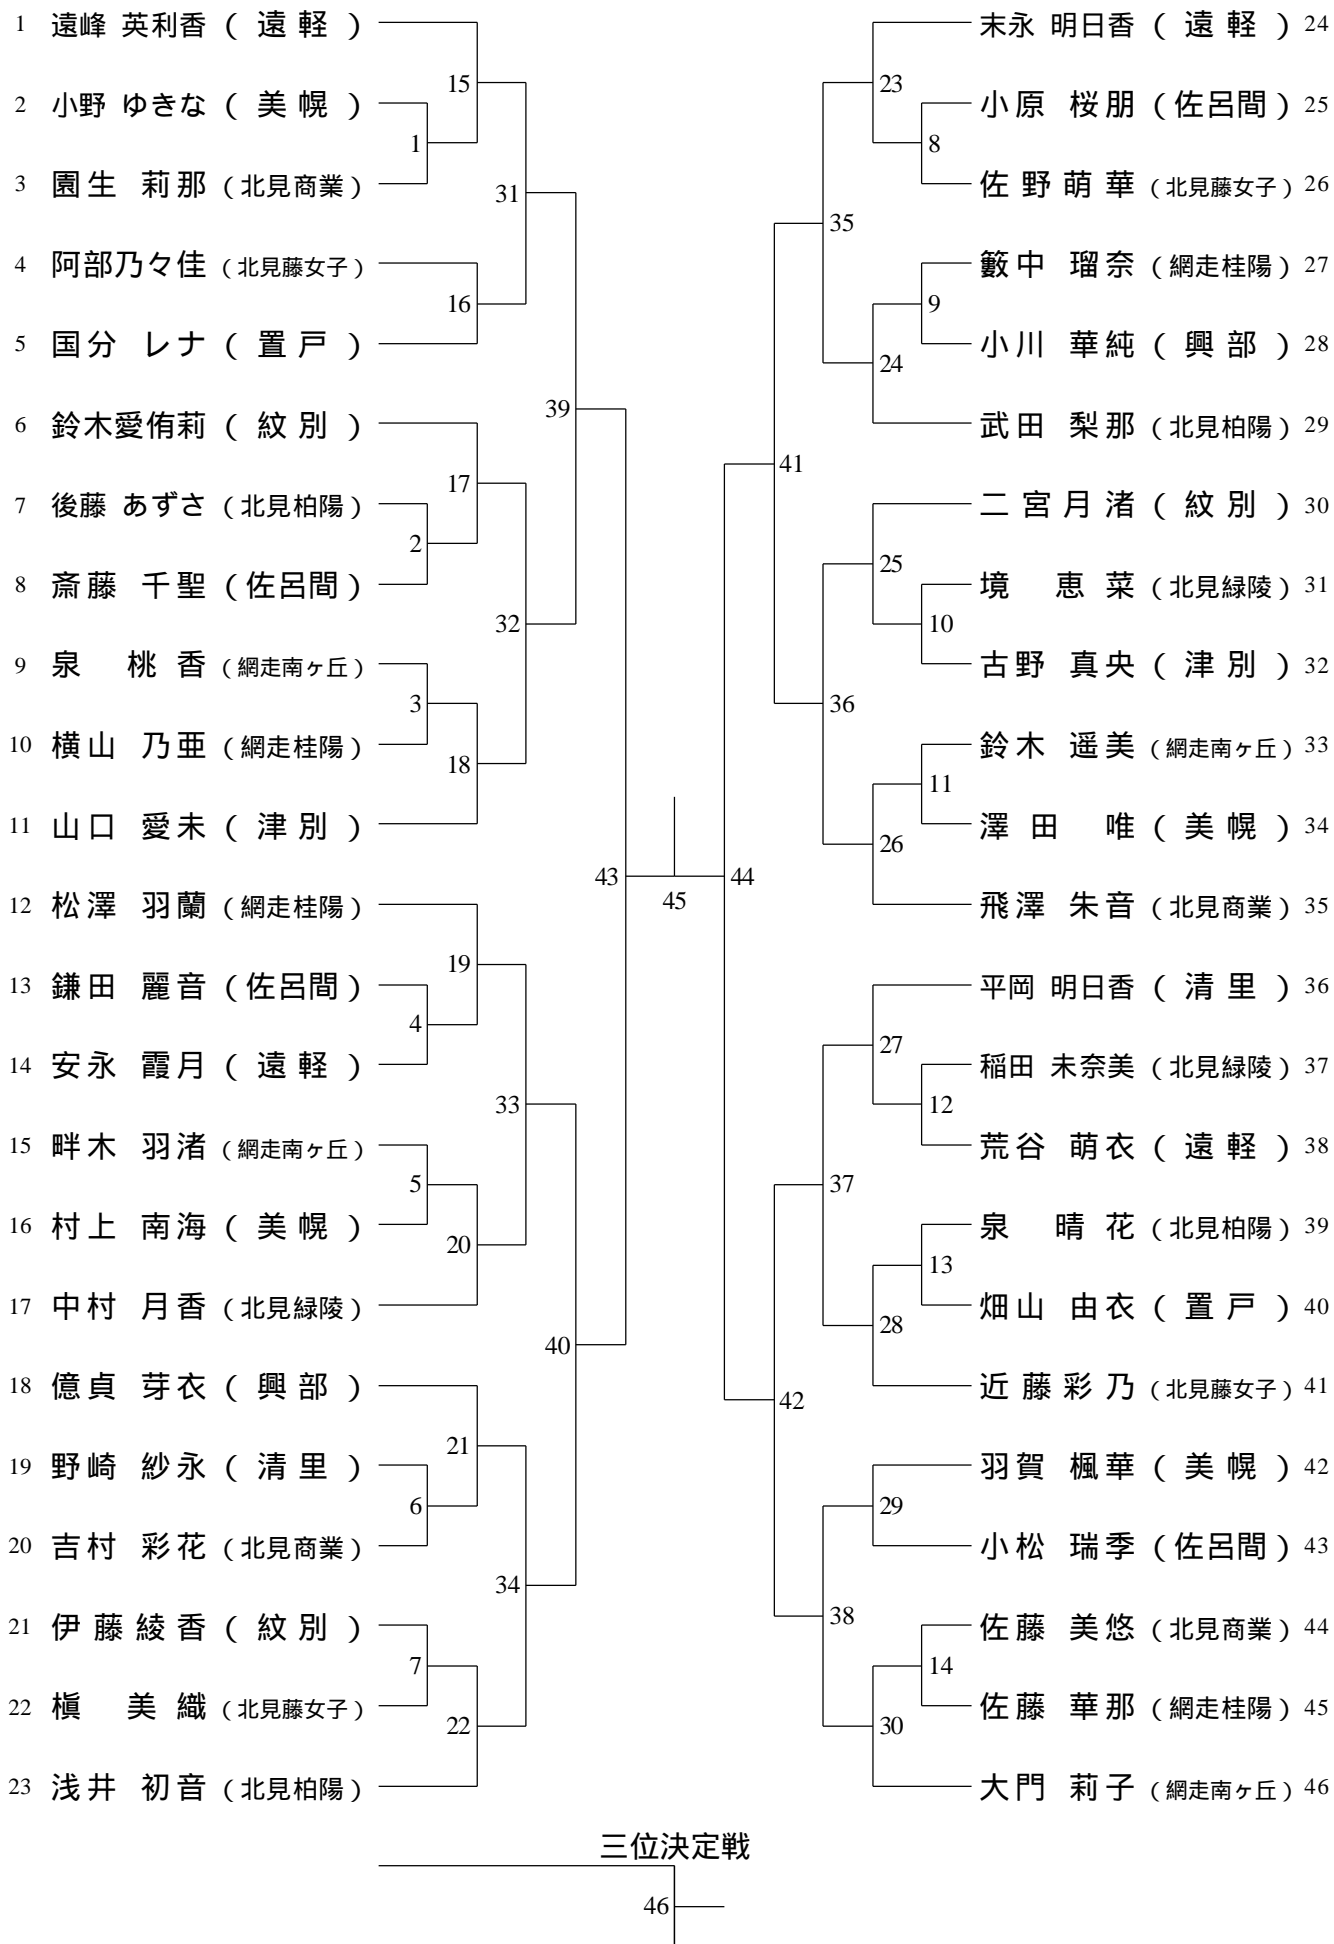 1 遠峰 英利香 ( 遠 軽 )
2 小野 ゆきな ( 美 幌 )
3 園生 莉那 (北見商業)
4 阿部乃々佳 (北見藤女子)
5 国分 レナ ( 置 戸 )
6 鈴木愛侑莉 ( 紋 別 )
7 後藤 あずさ (北見柏陽)
8 斎藤 千聖 (佐呂間)
9 泉 桃香 (網走南ヶ丘)
10 横山 乃亜 (網走桂陽)
11 山口 愛未 ( 津 別 )
12 松澤 羽蘭 (網走桂陽)
13 鎌田 麗音 (佐呂間)
14 安永 霞月 ( 遠 軽 )
15 畔木 羽渚 (網走南ヶ丘)
16 村上 南海 ( 美 幌 )
17 中村 月香 (北見緑陵)
18 億貞 芽衣 ( 興 部 )
19 野崎 紗永 ( 清 里 )
20 吉村 彩花 (北見商業)
21 伊藤綾香 ( 紋 別 )
22 槇 美織 (北見藤女子)
23 浅井 初音 (北見柏陽)
15
1
31
16
39
17
2
32
3
18
43
19
4
33
5
20
40
21
6
34
7
22
45
44
23
8
35
9
24
41
25
10
36
11
26
27
12
37
13
28
42
29
38
14
30
末永 明日香 ( 遠 軽 ) 24
小原 桜朋 (佐呂間) 25
佐野萌華 (北見藤女子) 26
籔中 瑠奈 (網走桂陽) 27
小川 華純 ( 興 部 ) 28
武田 梨那 (北見柏陽) 29
二宮月渚 ( 紋 別 ) 30
境 恵菜 (北見緑陵) 31
古野 真央 ( 津 別 ) 32
鈴木 遥美 (網走南ヶ丘) 33
澤田 唯 ( 美 幌 ) 34
飛澤 朱音 (北見商業) 35
平岡 明日香 ( 清 里 ) 36
稲田 未奈美 (北見緑陵) 37
荒谷 萌衣 ( 遠 軽 ) 38
泉 晴花 (北見柏陽) 39
畑山 由衣 ( 置 戸 ) 40
近藤彩乃 (北見藤女子) 41
羽賀 楓華 ( 美 幌 ) 42
小松 瑞季 (佐呂間) 43
佐藤 美悠 (北見商業) 44
佐藤 華那 (網走桂陽) 45
大門 莉子 (網走南ヶ丘) 46
三位決定戦
46